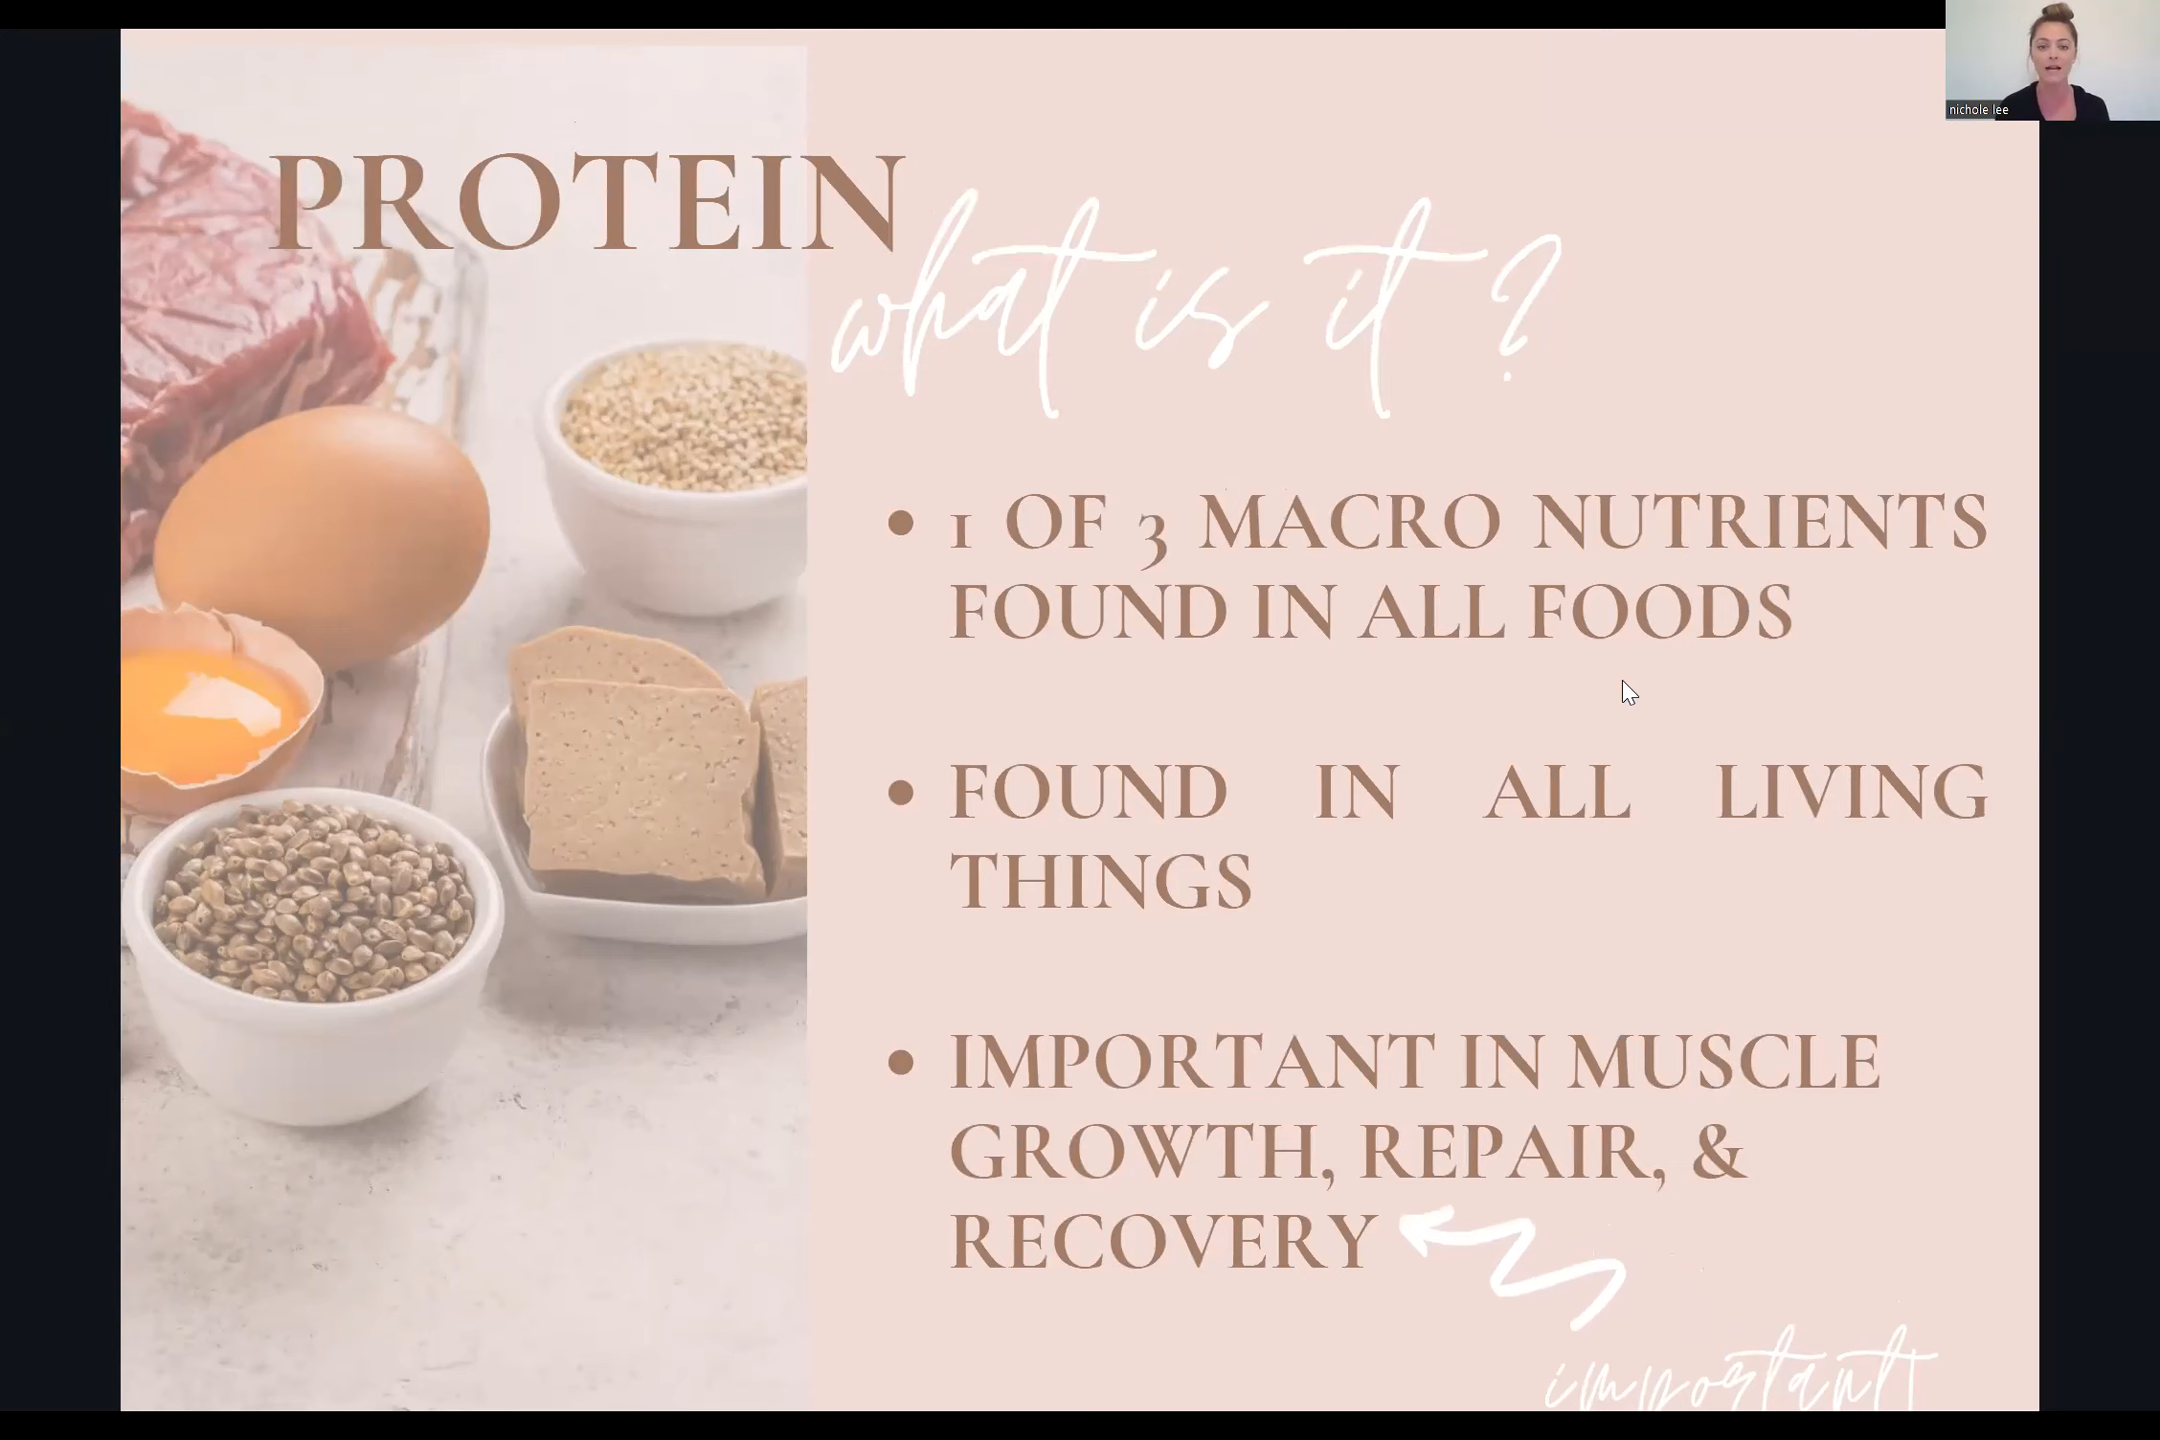 nichole lee
PROTEIN
what is it ?
• 1 OF 3 MACRO NUTRIENTS
FOUND IN ALL FOODS
• FOUND IN ALL LIVING
THINGS
• IMPORTANT IN MUSCLE
GROWTH, REPAIR, &
RECOVERY
important